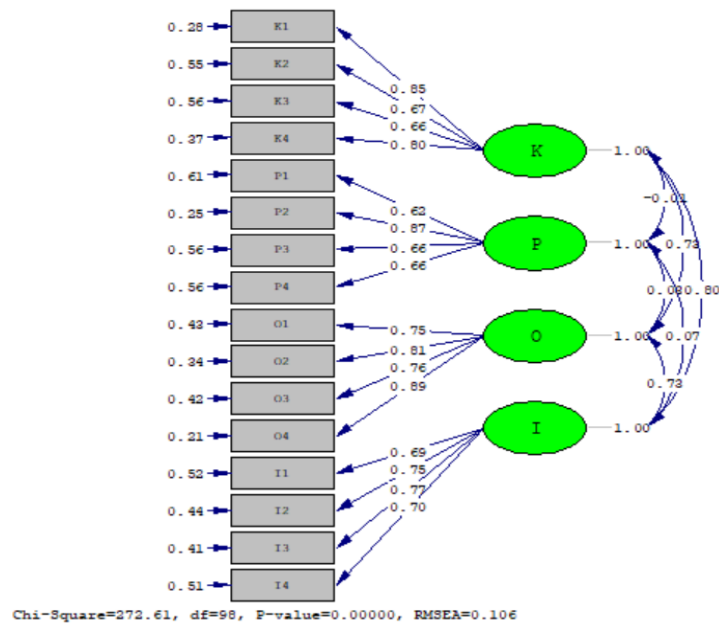 0.28 K1
0.55 K2
0.56 K3
0.37 K4
0.61 P1
0.25 P2
0.56 P3
0.56 P4
0.43 O1
0.34 O2
0.42 O3
0.21 O4
0.52 I1
0.44 I2
0.41 I3
0.51 I4
0.85
0.67
0.66
0.80
0.62
0.87
0.66
0.66
0.75
0.81
0.76
0.89
0.69
0.75
0.77
0.70
K 1.00
P 1.00
O 1.00
I 1.00
-0.01
0.73
0.80
0.07
0.73
Chi-Square=272.61, df=98, P-value=0.00000, RMSEA=0.106